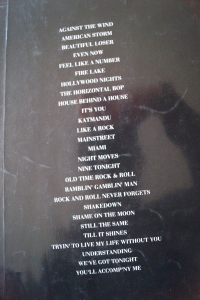 AGAINST THE WIND
AMERICAN STORM
BEAUTIFUL LOSER
EVEN NOW
FEEL LIKE A NUMBER
FIRE LAKE
HOLLYWOOD NIGHTS
THE HORIZONTAL BOP
HOUSE BEHIND A HOUSE
IT'S YOU
KATMANDU
LIKE A ROCK
MAINSTREET
MIAMI
NIGHT MOVES
NINE TONIGHT
OLD TIME ROCK & ROLL
RAMBLIN' GAMBLIN' MAN
ROCK AND ROLL NEVER FORGETS
SHAKEDOWN
SHAME ON THE MOON
STILL THE SAME
TILL IT SHINES
TRYIN' TO LIVE MY LIFE WITHOUT YOU
UNDERSTANDING
WE'VE GOT TONIGHT
YOU'LL ACCOMP'NY ME